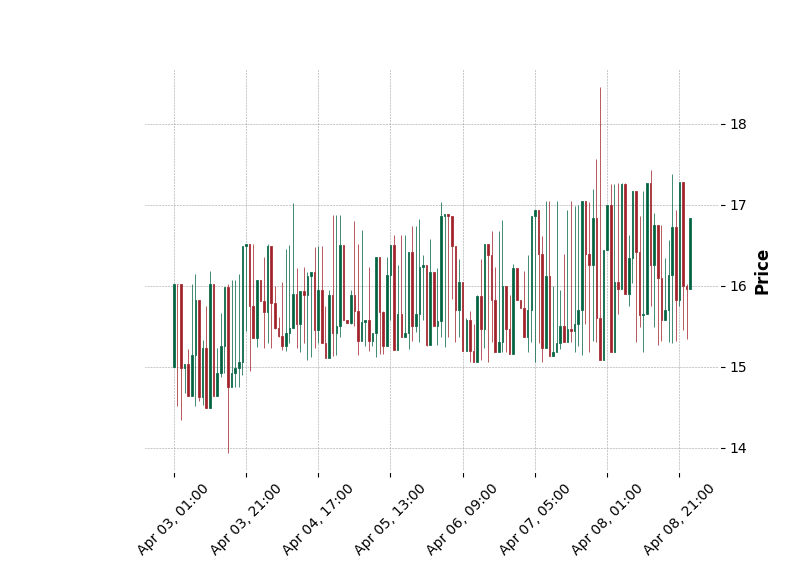 18
17
16
15
14
Price
Apr 03, 01:00
Apr 03, 21:00
Apr 04, 17:00
Apr 05, 13:00
Apr 06, 09:00
Apr 07, 05:00
Apr 08, 01:00
Apr 08, 21:00